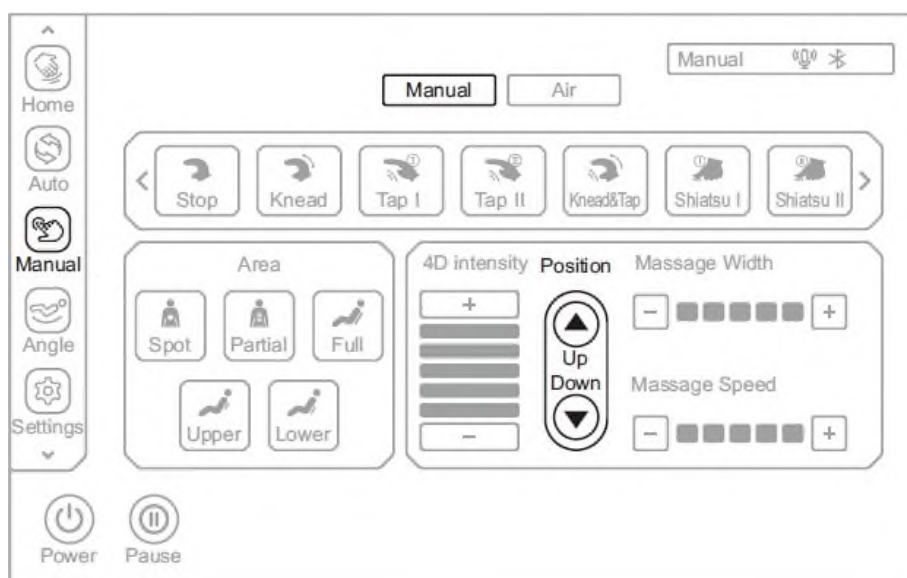 Home
Auto
Manual
Angle
Settings
Manual
Manual Air
Stop Knead Tap I Tap II Knead&Tap Shiatsu I Shiatsu II
Area
Spot Partial Full
Upper Lower
4D intensity Position Massage Width
+
Up
Down
−
− +
Massage Speed
− +
Power Pause